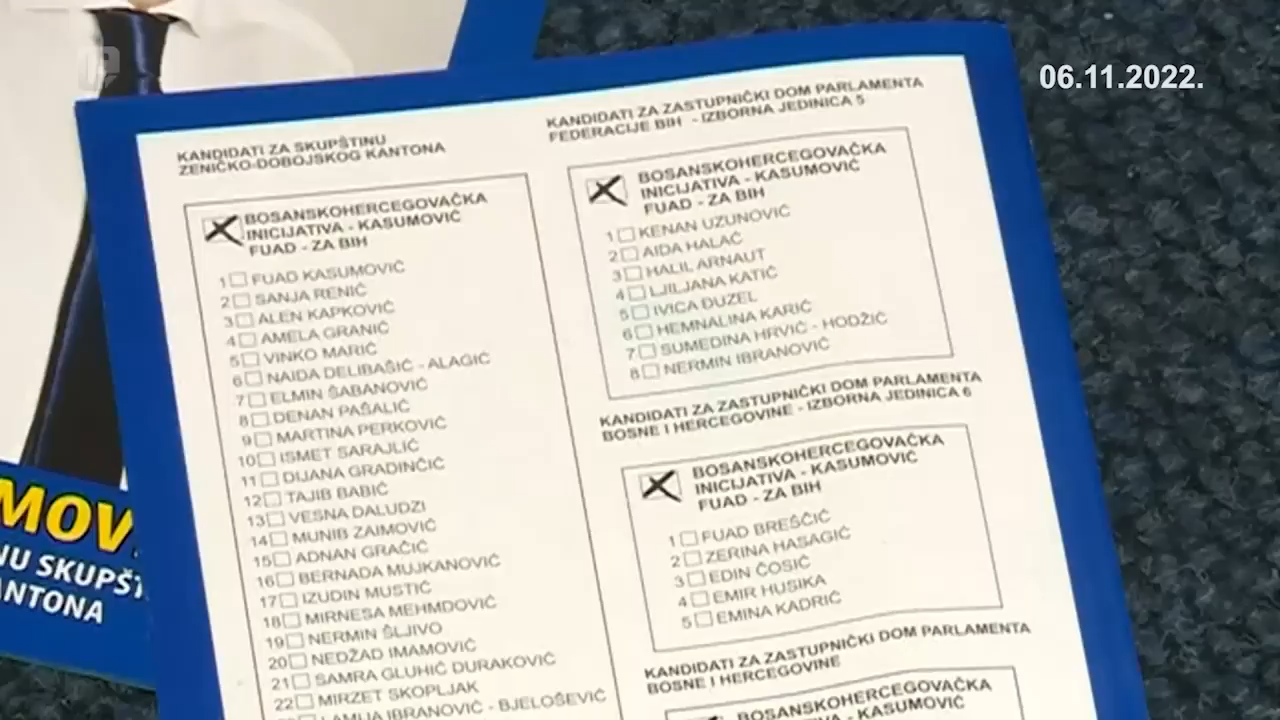 06.11.2022.
KANDIDATI ZA SKUPŠTINU
ZENIČKO-DOBOJSKOG KANTONA
BOSANSKOHERCEGOVAČKA
INICIJATIVA - KASUMOVIĆ
FUAD - ZA BIH
1 FUAD KASUMOVIĆ
2 SANJA RENIĆ
3 ALEN KAPKOVIĆ
4 AMELA GRANIĆ
5 VINKO MARIĆ
6 NAIDA DELIBAŠIĆ - ALAGIĆ
7 ELMIN ŠABANOVIĆ
8 DENAN PAŠALIĆ
9 MARTINA PERKOVIĆ
10 ISMET SARAJLIĆ
11 DIJANA GRADINČIĆ
12 TAJIB BABIĆ
13 VESNA DALUDZI
14 MUNIB ZAIMOVIĆ
15 ADNAN GRAČIĆ
16 BERNADA MUJKANOVIĆ
17 IZUDIN MUSTIĆ
18 MIRNESA MEHMDOVIĆ
19 NERMIN ŠLJIVO
20 NEDŽAD IMAMOVIĆ
21 SAMRA GLUHIĆ DURAKOVIĆ
22 MIRZET SKOPLJAK
LAMIJA IBRANOVIĆ - BJELOŠEVIĆ
KANDIDATI ZA ZASTUPNIČKI DOM PARLAMENTA
FEDERACIJE BIH - IZBORNA JEDINICA 5
BOSANSKOHERCEGOVAČKA
INICIJATIVA - KASUMOVIĆ
FUAD - ZA BIH
1 KENAN UZUNOVIĆ
2 AIDA HALAČ
3 HALIL ARNAUT
4 LJILJANA KATIĆ
5 IVICA ĐUZEL
6 HEMNALINA KARIĆ
7 SUMEDINA HRVIĆ - HODŽIĆ
8 NERMIN IBRANOVIĆ
KANDIDATI ZA ZASTUPNIČKI DOM PARLAMENTA
BOSNE I HERCEGOVINE - IZBORNA JEDINICA 6
BOSANSKOHERCEGOVAČKA
INICIJATIVA - KASUMOVIĆ
FUAD - ZA BIH
1 FUAD BREŠČIĆ
2 ZERINA HASAGIĆ
3 EDIN ĆOSIĆ
4 EMIR HUSIKA
5 EMINA KADRIĆ
KANDIDATI ZA ZASTUPNIČKI DOM PARLAMENTA
BOSNE I HERCEGOVINE
BOSANSKOHERCEGOVAČKA
INICIJATIVA - KASUMOVIĆ
MOV
NU SKUPŠT
ANTONA